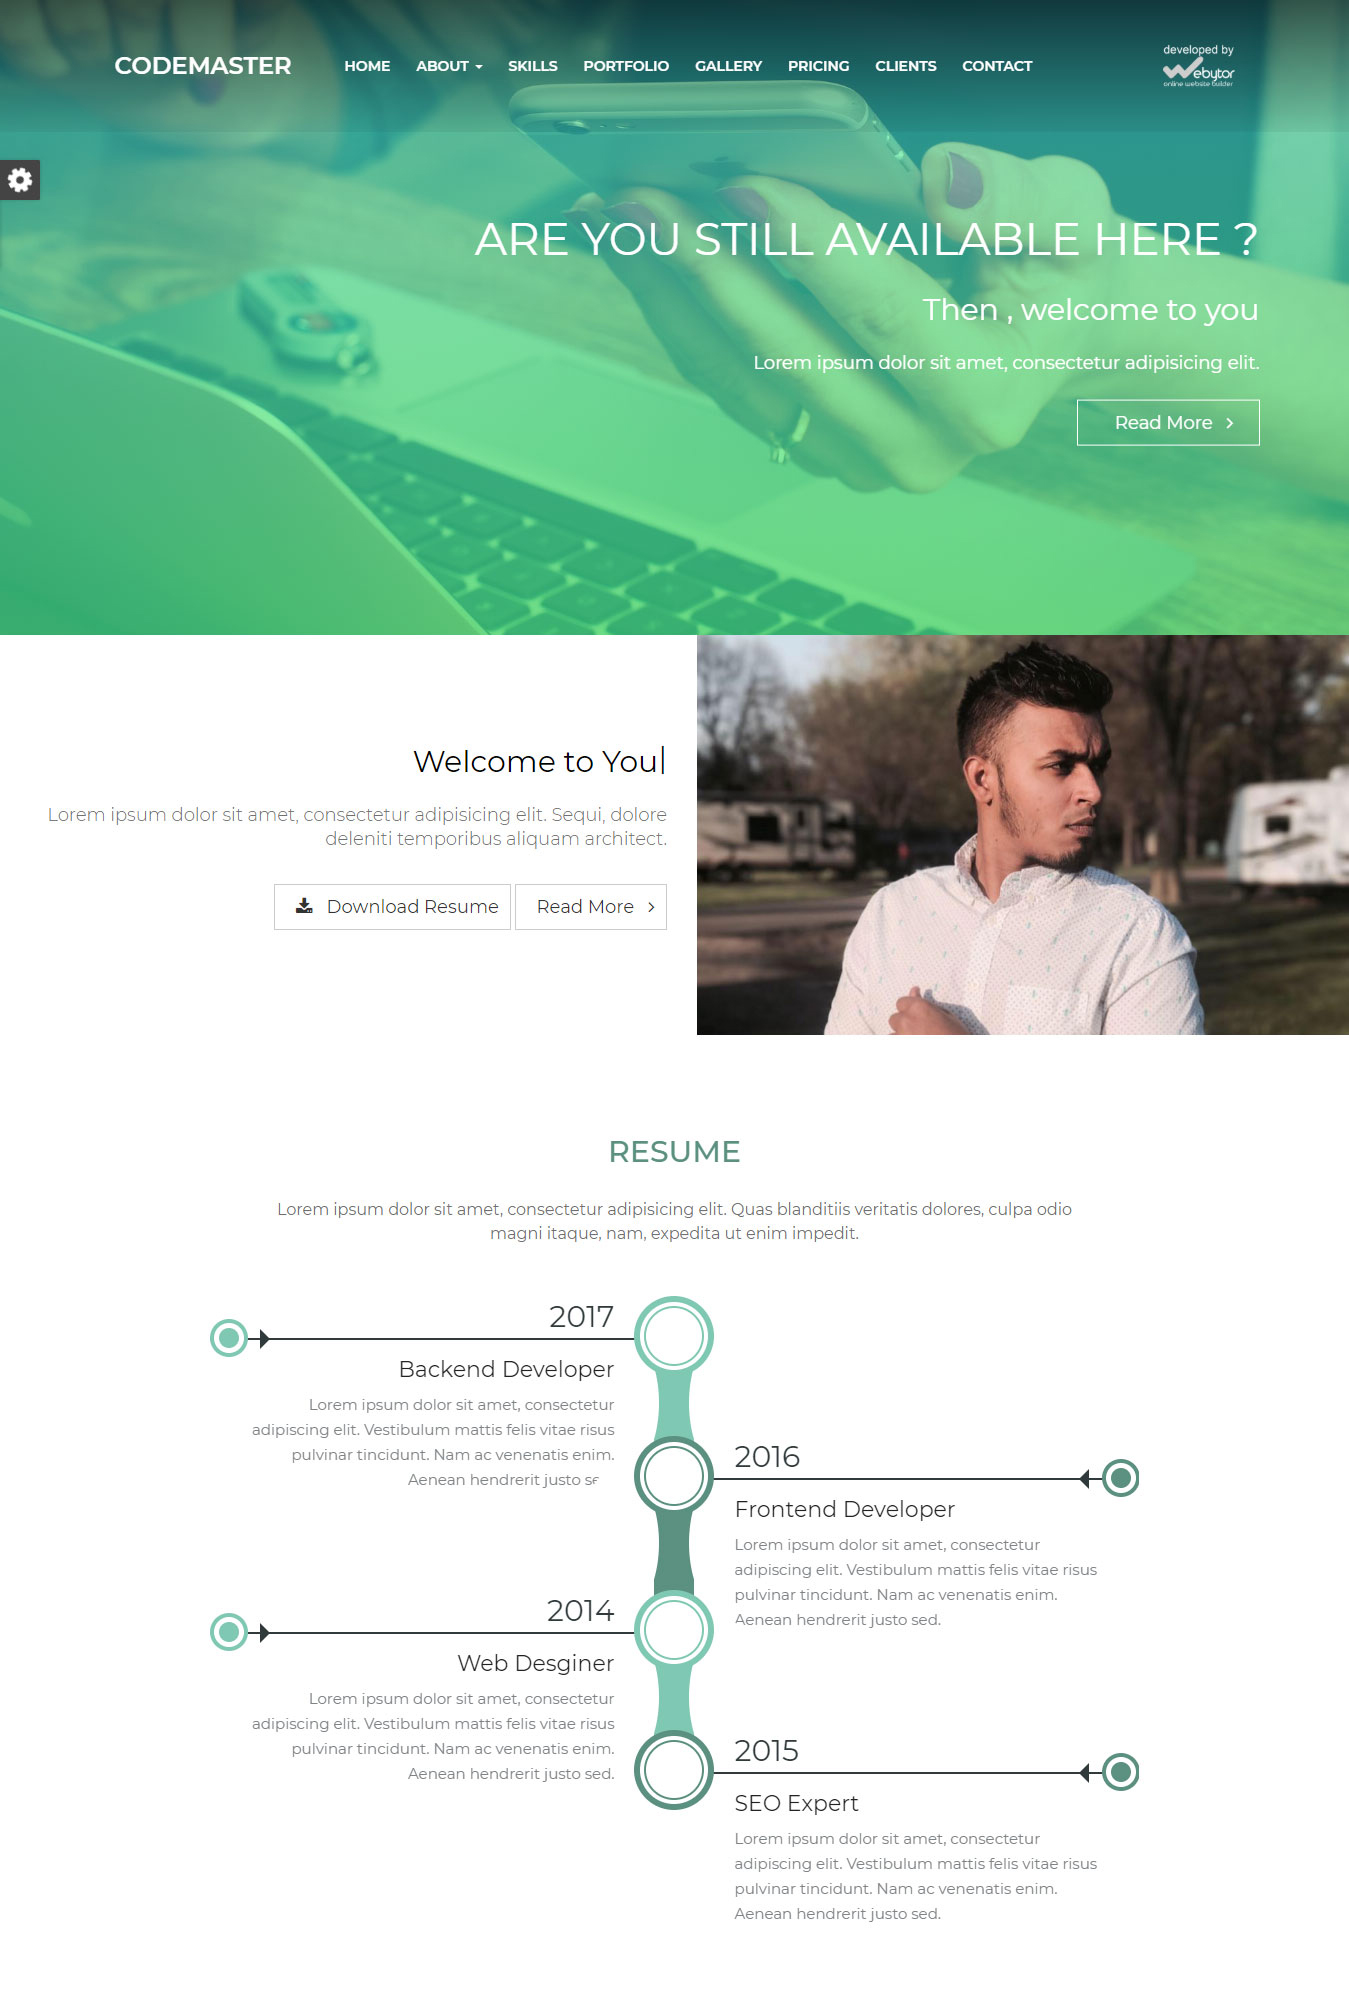 CODEMASTER
HOME ABOUT SKILLS PORTFOLIO GALLERY PRICING CLIENTS CONTACT
developed by
Webytor
online website builder
ARE YOU STILL AVAILABLE HERE ?
Then , welcome to you
Lorem ipsum dolor sit amet, consectetur adipisicing elit.
Read More
Welcome to You|
Lorem ipsum dolor sit amet, consectetur adipisicing elit. Sequi, dolore
deleniti temporibus aliquam architect.
Download Resume Read More
RESUME
Lorem ipsum dolor sit amet, consectetur adipisicing elit. Quas blanditiis veritatis dolores, culpa odio
magni itaque, nam, expedita ut enim impedit.
2017
Backend Developer
Lorem ipsum dolor sit amet, consectetur
adipiscing elit. Vestibulum mattis felis vitae risus
pulvinar tincidunt. Nam ac venenatis enim.
Aenean hendrerit justo
2016
Frontend Developer
Lorem ipsum dolor sit amet, consectetur
adipiscing elit. Vestibulum mattis felis vitae risus
pulvinar tincidunt. Nam ac venenatis enim.
Aenean hendrerit justo sed.
2014
Web Desginer
Lorem ipsum dolor sit amet, consectetur
adipiscing elit. Vestibulum mattis felis vitae risus
pulvinar tincidunt. Nam ac venenatis enim.
Aenean hendrerit justo sed.
2015
SEO Expert
Lorem ipsum dolor sit amet, consectetur
adipiscing elit. Vestibulum mattis felis vitae risus
pulvinar tincidunt. Nam ac venenatis enim.
Aenean hendrerit justo sed.